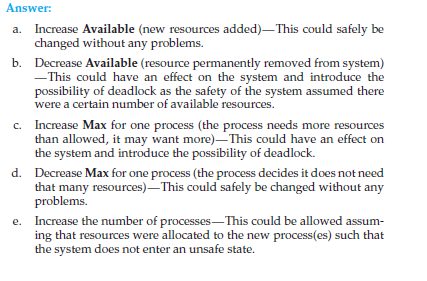 Answer:
a. Increase Available (new resources added)—This could safely be
changed without any problems.
b. Decrease Available (resource permanently removed from system)
—This could have an effect on the system and introduce the
possibility of deadlock as the safety of the system assumed there
were a certain number of available resources.
c. Increase Max for one process (the process needs more resources
than allowed, it may want more)—This could have an effect on
the system and introduce the possibility of deadlock.
d. Decrease Max for one process (the process decides it does not need
that many resources)—This could safely be changed without any
problems.
e. Increase the number of processes—This could be allowed assum-
ing that resources were allocated to the new process(es) such that
the system does not enter an unsafe state.